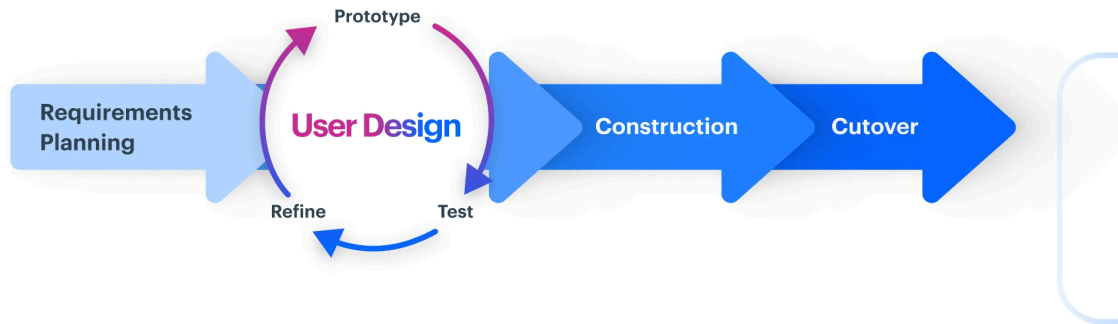 Prototype
Requirements
Planning
User Design
Construction
Cutover
Refine
Test